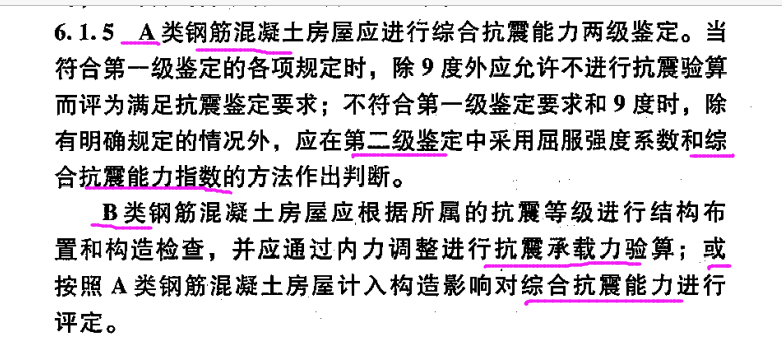 6.1.5 A类钢筋混凝土房屋应进行综合抗震能力两级鉴定。当
符合第一级鉴定的各项规定时，除9度外应允许不进行抗震验算
而评为满足抗震鉴定要求；不符合第一级鉴定要求和9度时，除
有明确规定的情况外，应在第二级鉴定中采用屈服强度系数和综
合抗震能力指数的方法作出判断。
B类钢筋混凝土房屋应根据所属的抗震等级进行结构布
置和构造检查，并应通过内力调整进行抗震承载力验算；或
按照A类钢筋混凝土房屋计入构造影响对综合抗震能力进行
评定。